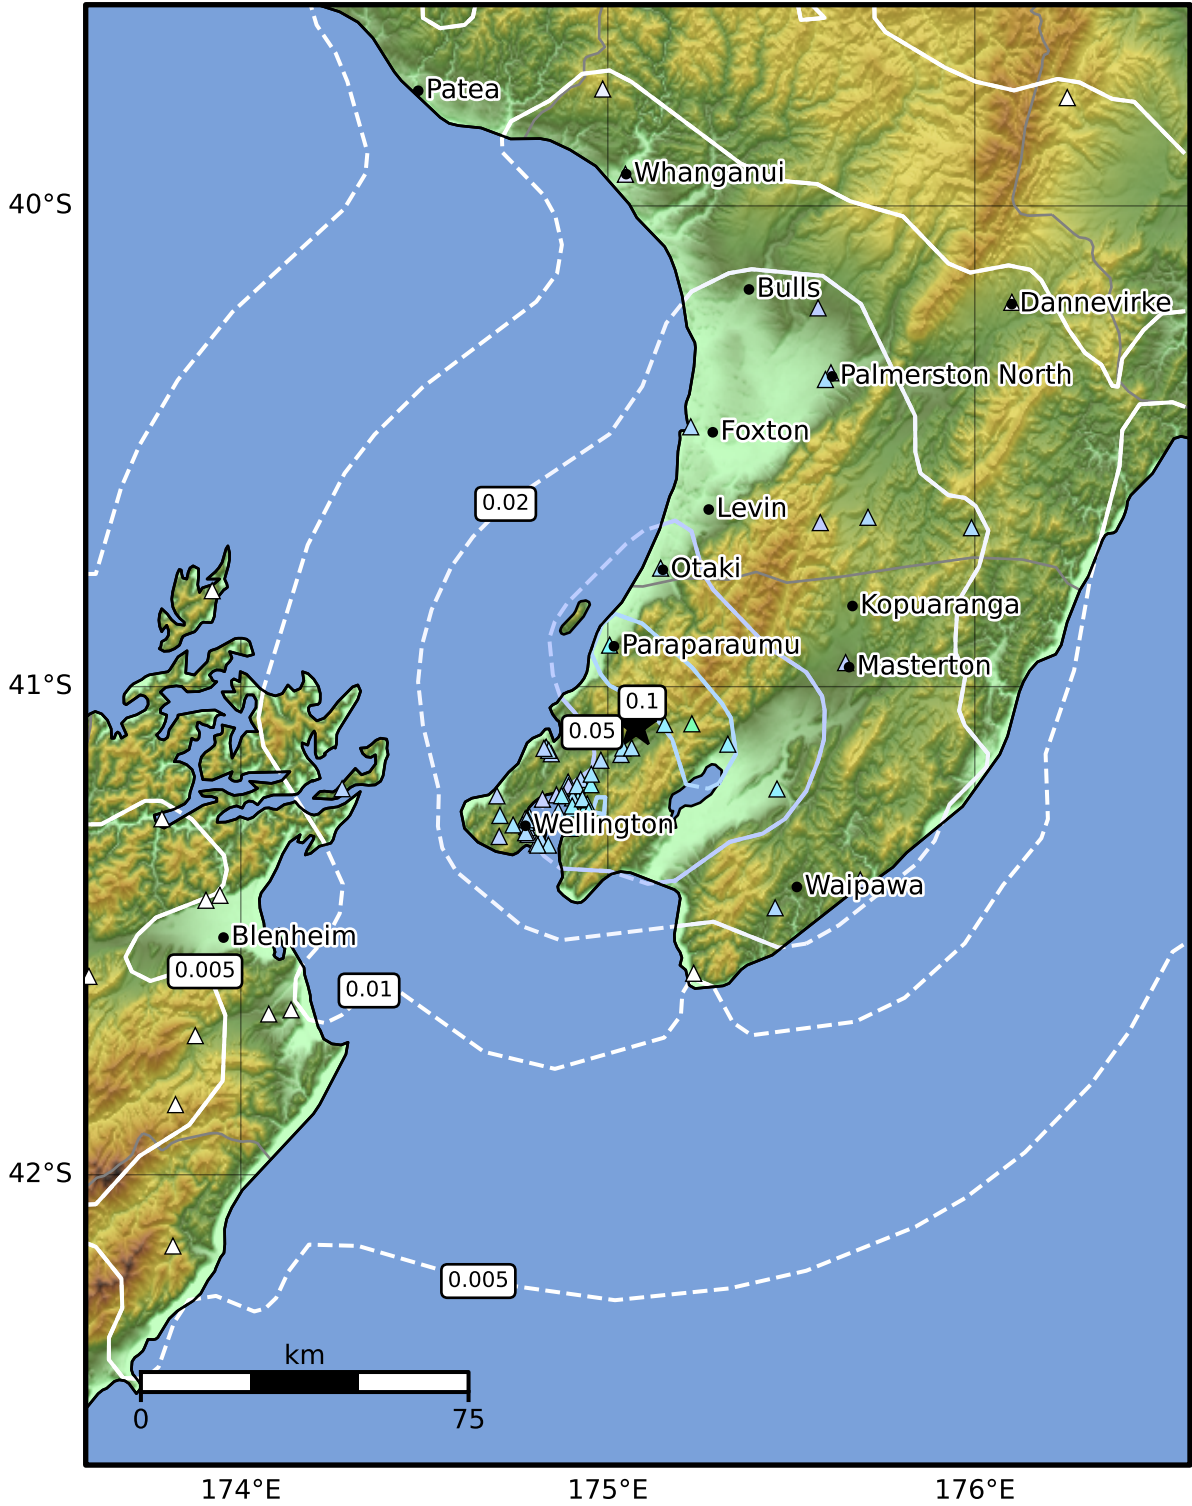 Patea
Whanganui
40°S
Bulls
Dannevirke
Palmerston North
Foxton
0.02
Levin
Otaki
Kopuaranga
Paraparaumu
Masterton
41°S
0.1
0.05
Wellington
Waipawa
Blenheim
0.005
0.01
42°S
0.005
km
0 75
174°E 175°E 176°E